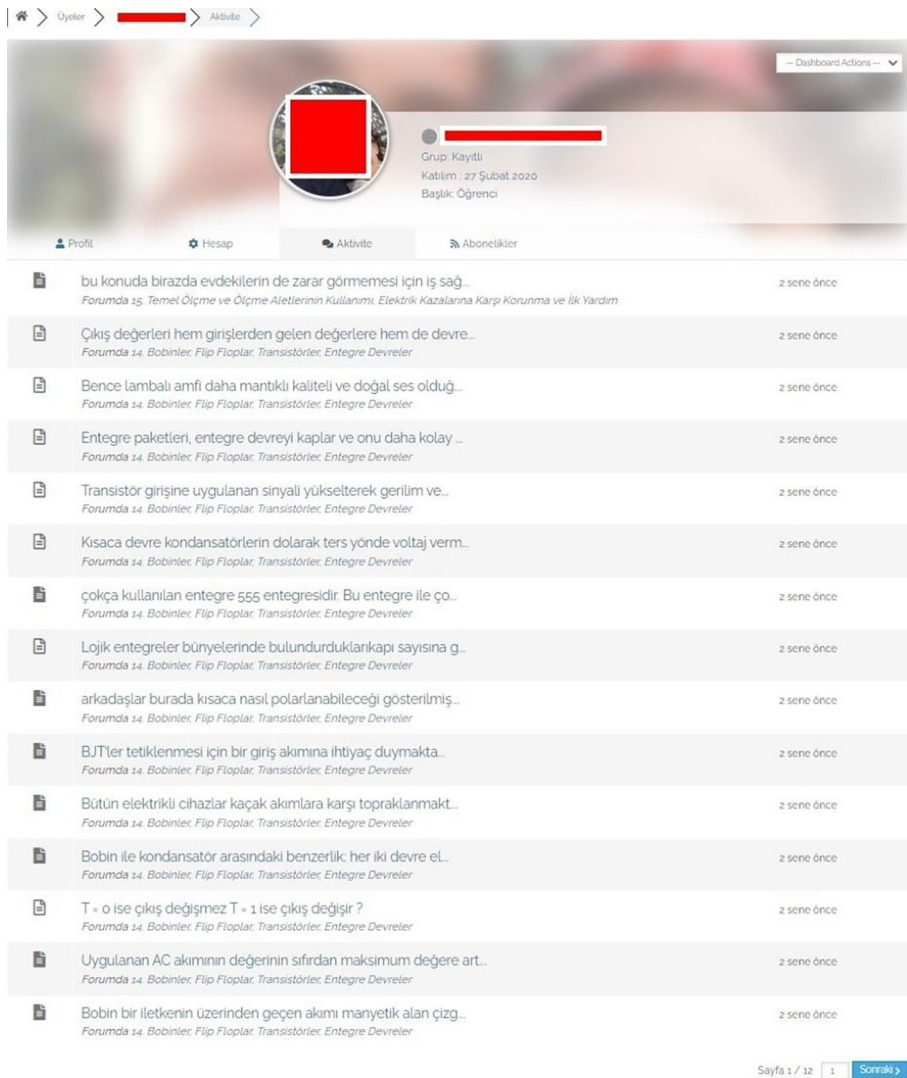 Üyeler Aktivite
-- Dashboard Actions --
Grup: Kayıtlı
Katılım : 27 Şubat 2020
Başlık: Öğrenci
Profil Hesap Aktivite Abonelikler
bu konuda birazda evdekilerin de zarar görmemesi için iş sağ... 2 sene önce
Forumda 15. Temel Ölçme ve Ölçme Aletlerinin Kullanımı, Elektrik Kazalarına Karşı Korunma ve İlk Yardım
Çıkış değerleri hem girişlerden gelen değerlere hem de devre... 2 sene önce
Forumda 14. Bobinler, Flip Floplar, Transistörler, Entegre Devreler
Bence lambalı amfi daha mantıklı kaliteli ve doğal ses olduğ... 2 sene önce
Forumda 14. Bobinler, Flip Floplar, Transistörler, Entegre Devreler
Entegre paketleri, entegre devreyi kaplar ve onu daha kolay ... 2 sene önce
Forumda 14. Bobinler, Flip Floplar, Transistörler, Entegre Devreler
Transistör girişine uygulanan sinyali yükselterek gerilim ve... 2 sene önce
Forumda 14. Bobinler, Flip Floplar, Transistörler, Entegre Devreler
Kısaca devre kondansatörlerin dolarak ters yönde voltaj verm... 2 sene önce
Forumda 14. Bobinler, Flip Floplar, Transistörler, Entegre Devreler
çokça kullanılan entegre 555 entegresidir. Bu entegre ile ço... 2 sene önce
Forumda 14. Bobinler, Flip Floplar, Transistörler, Entegre Devreler
Lojik entegreler bünyelerinde bulundurduklarıkapı sayısına g... 2 sene önce
Forumda 14. Bobinler, Flip Floplar, Transistörler, Entegre Devreler
arkadaşlar burada kısaca nasıl polarlanabileceği gösterilmiş... 2 sene önce
Forumda 14. Bobinler, Flip Floplar, Transistörler, Entegre Devreler
BJT'ler tetiklenmesi için bir giriş akımına ihtiyaç duymakta... 2 sene önce
Forumda 14. Bobinler, Flip Floplar, Transistörler, Entegre Devreler
Bütün elektrikli cihazlar kaçak akımlara karşı topraklanmakt... 2 sene önce
Forumda 14. Bobinler, Flip Floplar, Transistörler, Entegre Devreler
Bobin ile kondansatör arasındaki benzerlik; her iki devre el... 2 sene önce
Forumda 14. Bobinler, Flip Floplar, Transistörler, Entegre Devreler
T = 0 ise çıkış değişmez T = 1 ise çıkış değişir ? 2 sene önce
Forumda 14. Bobinler, Flip Floplar, Transistörler, Entegre Devreler
Uygulanan AC akımının değerinin sıfırdan maksimum değere art... 2 sene önce
Forumda 14. Bobinler, Flip Floplar, Transistörler, Entegre Devreler
Bobin bir iletkenin üzerinden geçen akımı manyetik alan çizg... 2 sene önce
Forumda 14. Bobinler, Flip Floplar, Transistörler, Entegre Devreler
Sayfa 1 / 12 1 Sonraki